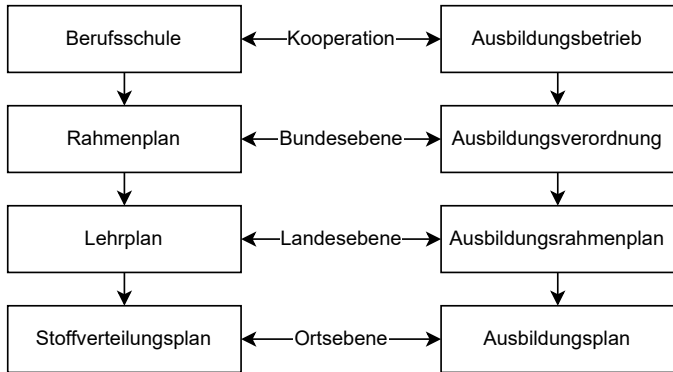 Berufsschule Kooperation Ausbildungsbetrieb
Rahmenplan Bundesebene Ausbildungsverordnung
Lehrplan Landesebene Ausbildungsrahmenplan
Stoffverteilungsplan Ortsebene Ausbildungsplan